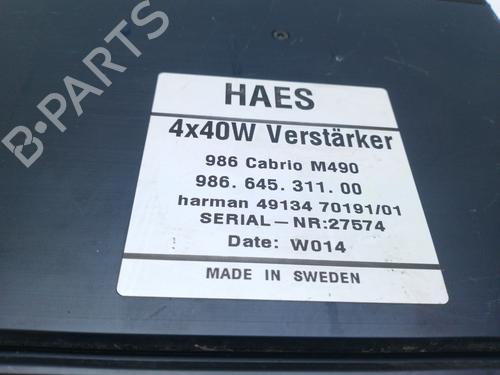 B-PARTS
HAES
4x40W Verstärker
986 Cabrio M490
986. 645. 311. 00
harman 49134 70191/01
SERIAL-NR:27574
Date: W014
MADE IN SWEDEN